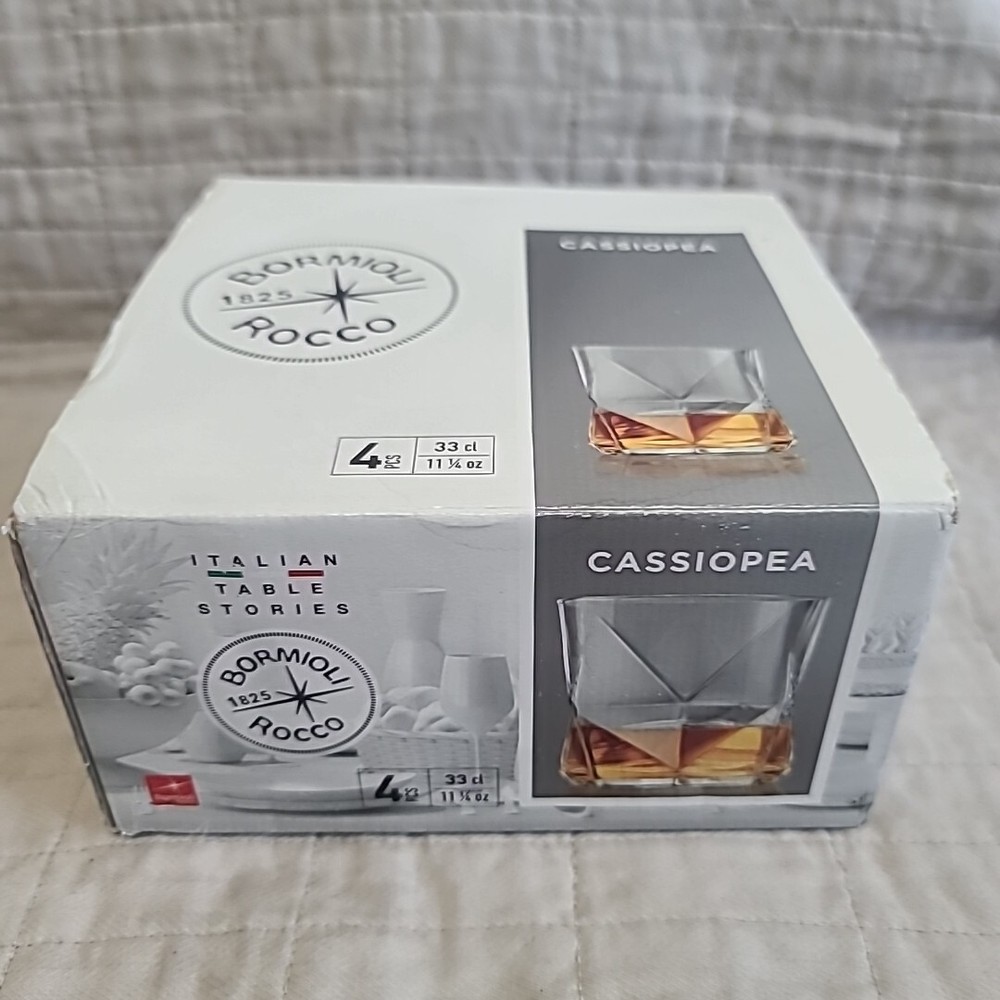 BORMIOLI
1825
ROCCO
CASSIOPEA
4 PCS
33 cl
11 ¼ oz
ITALIAN
TABLE
STORIES
BORMIOLI
1825
ROCCO
4 PCS
33 cl
11 ¼ oz
CASSIOPEA